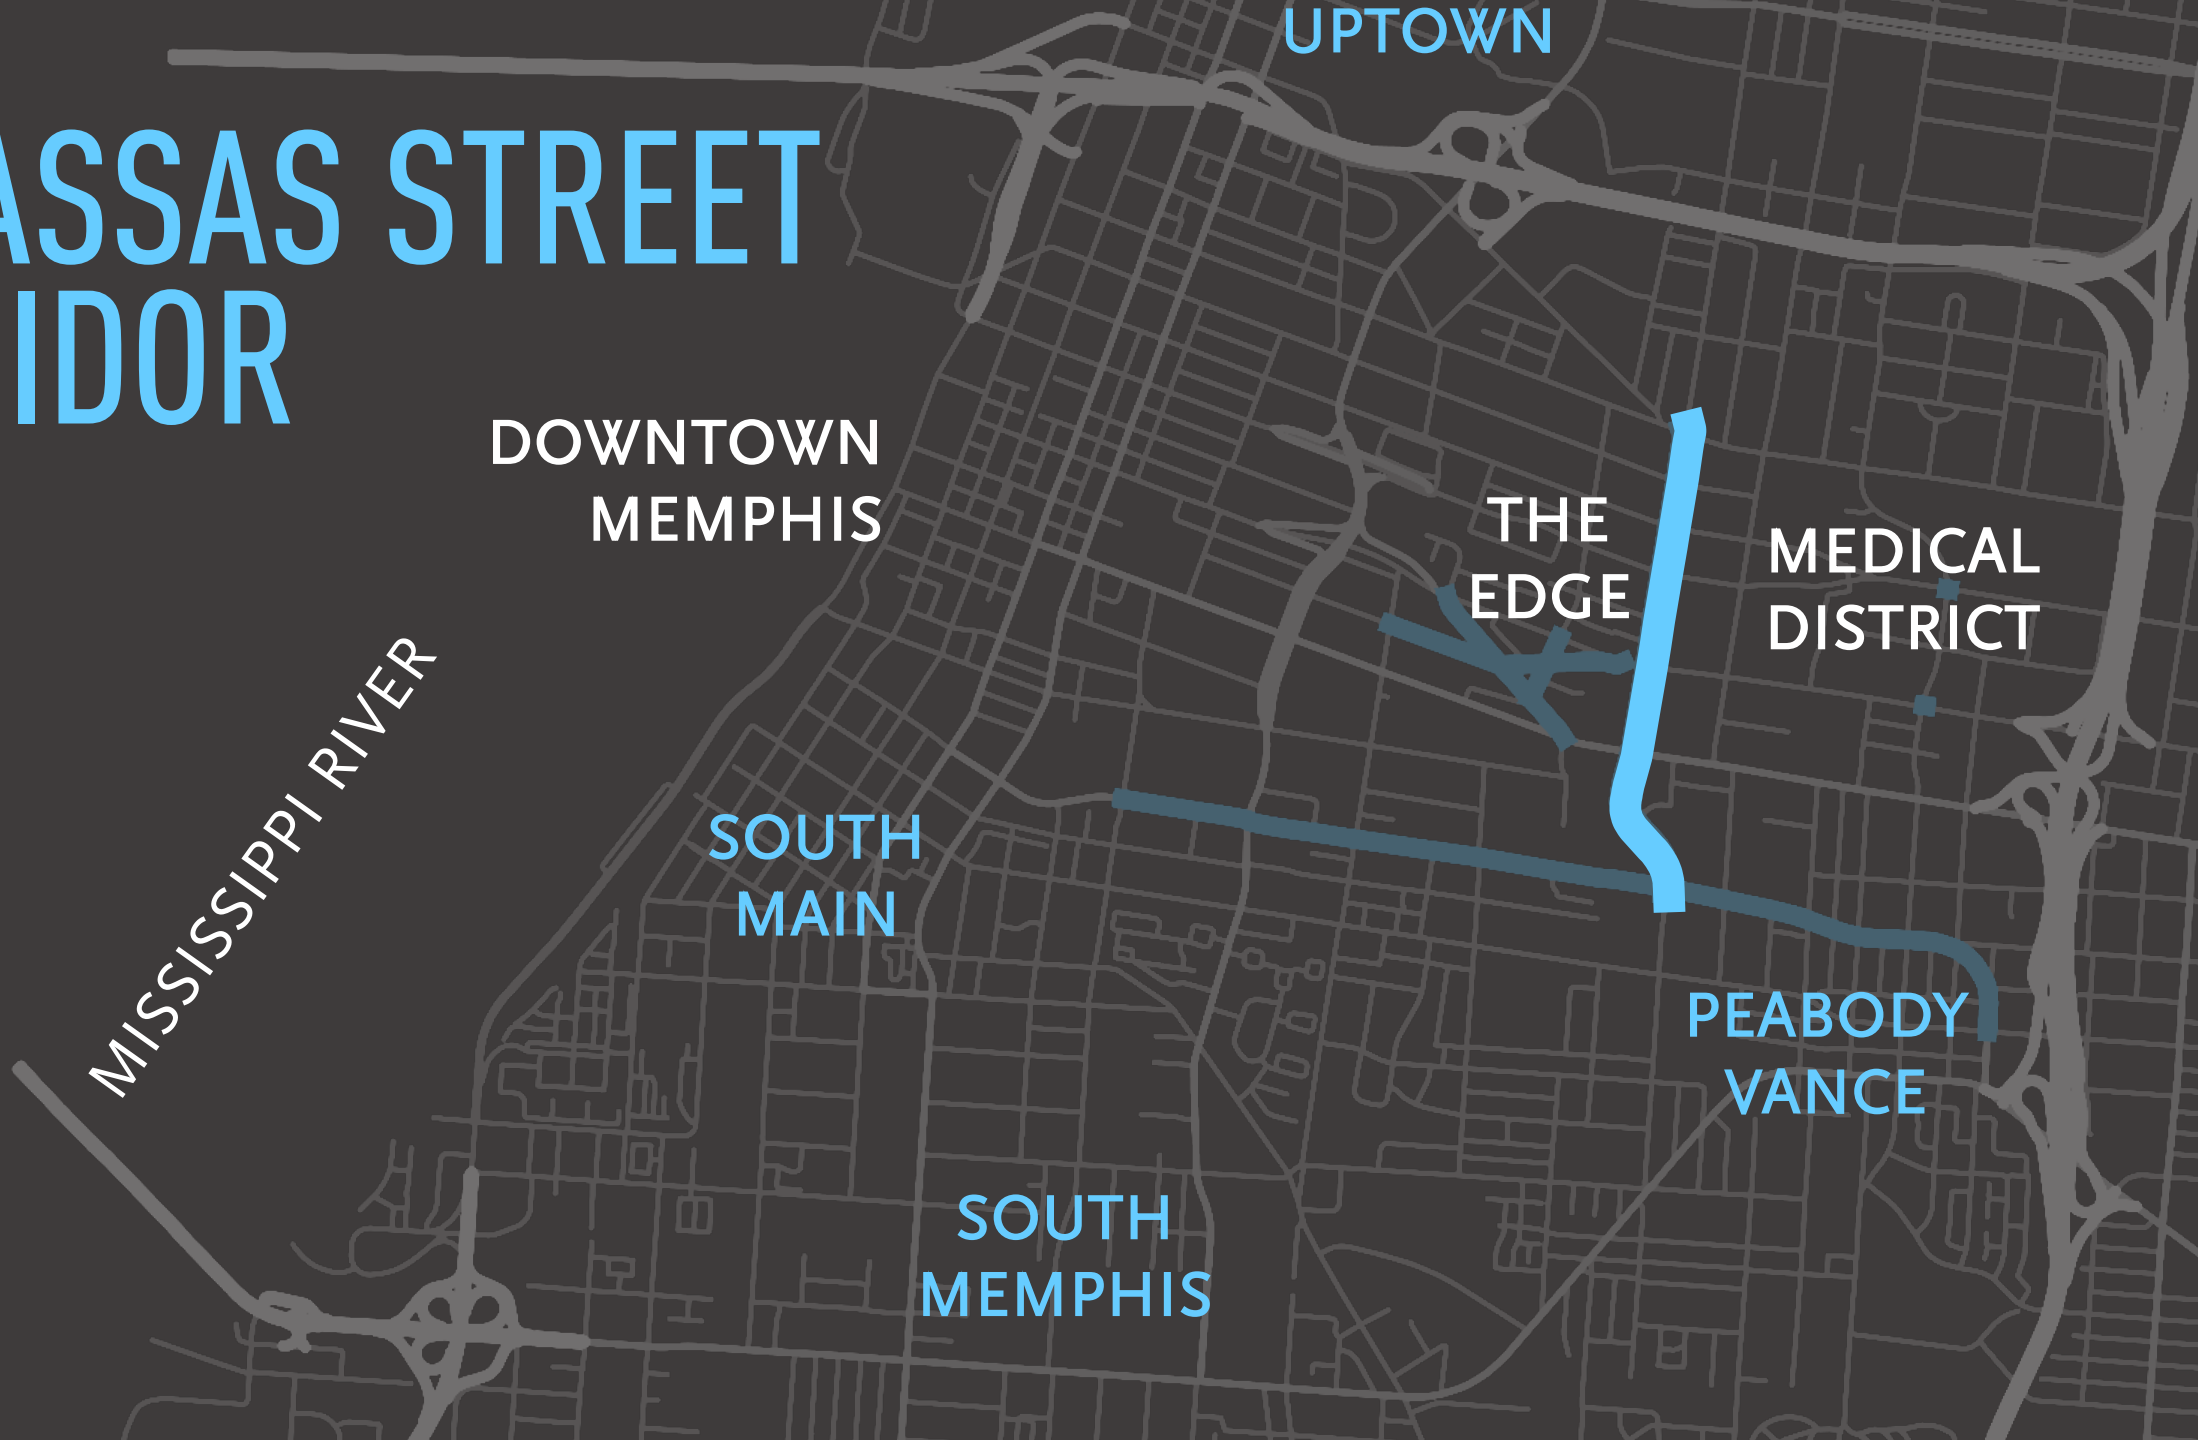 UPTOWN
ASSAS STREET
IDOR
DOWNTOWN
MEMPHIS
THE
EDGE
MEDICAL
DISTRICT
MISSISSIPPI RIVER
SOUTH
MAIN
PEABODY
VANCE
SOUTH
MEMPHIS